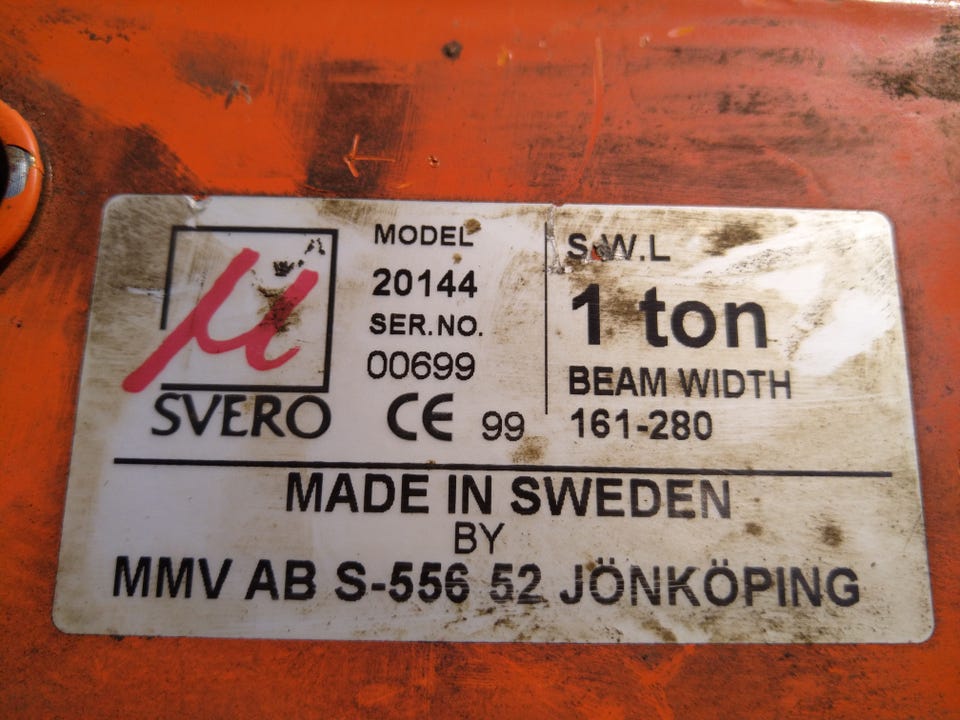 µ
SVERO
MODEL
20144
SER.NO.
00699
CE 99
S.W.L
1 ton
BEAM WIDTH
161-280
MADE IN SWEDEN
BY
MMV AB S-556 52 JÖNKÖPING